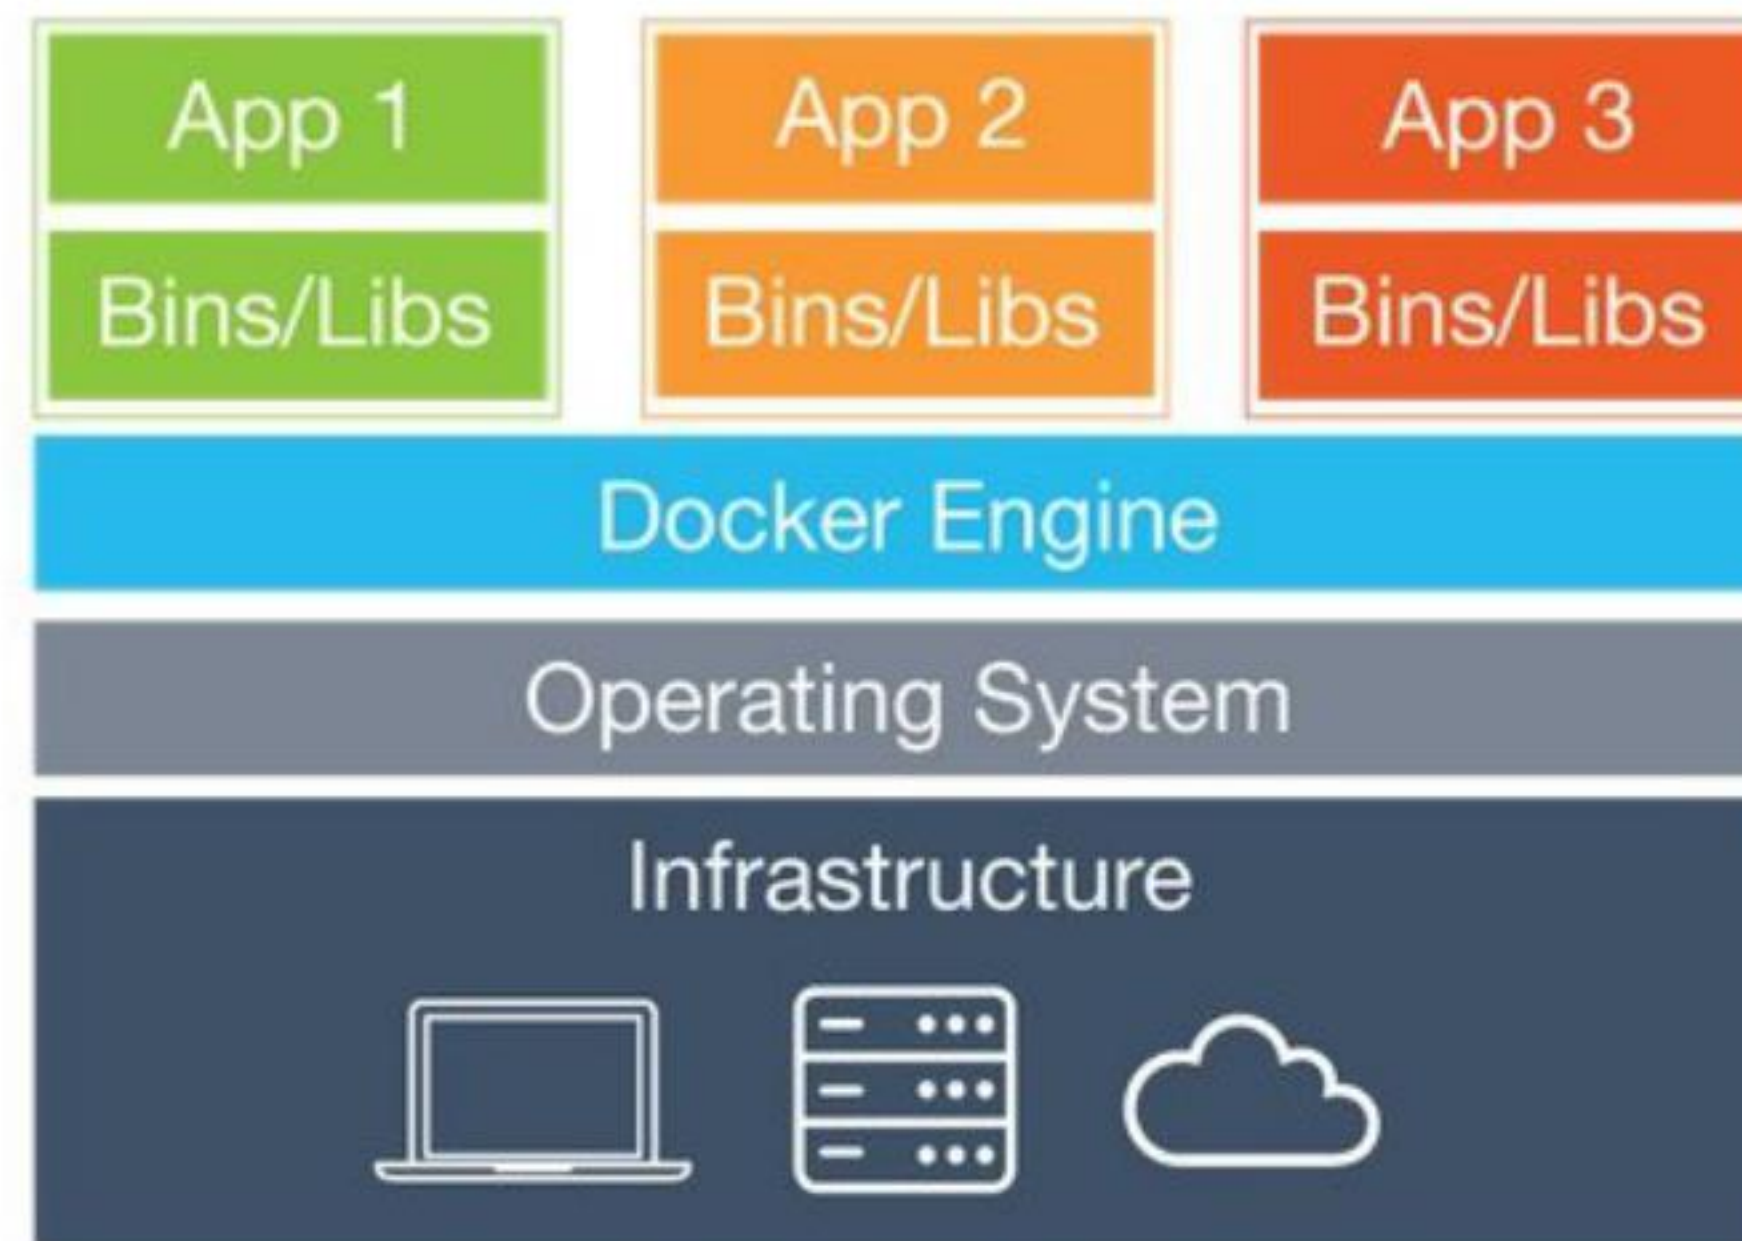 App 1
App 2
App 3
Bins/Libs
Bins/Libs
Bins/Libs
Docker Engine
Operating System
Infrastructure